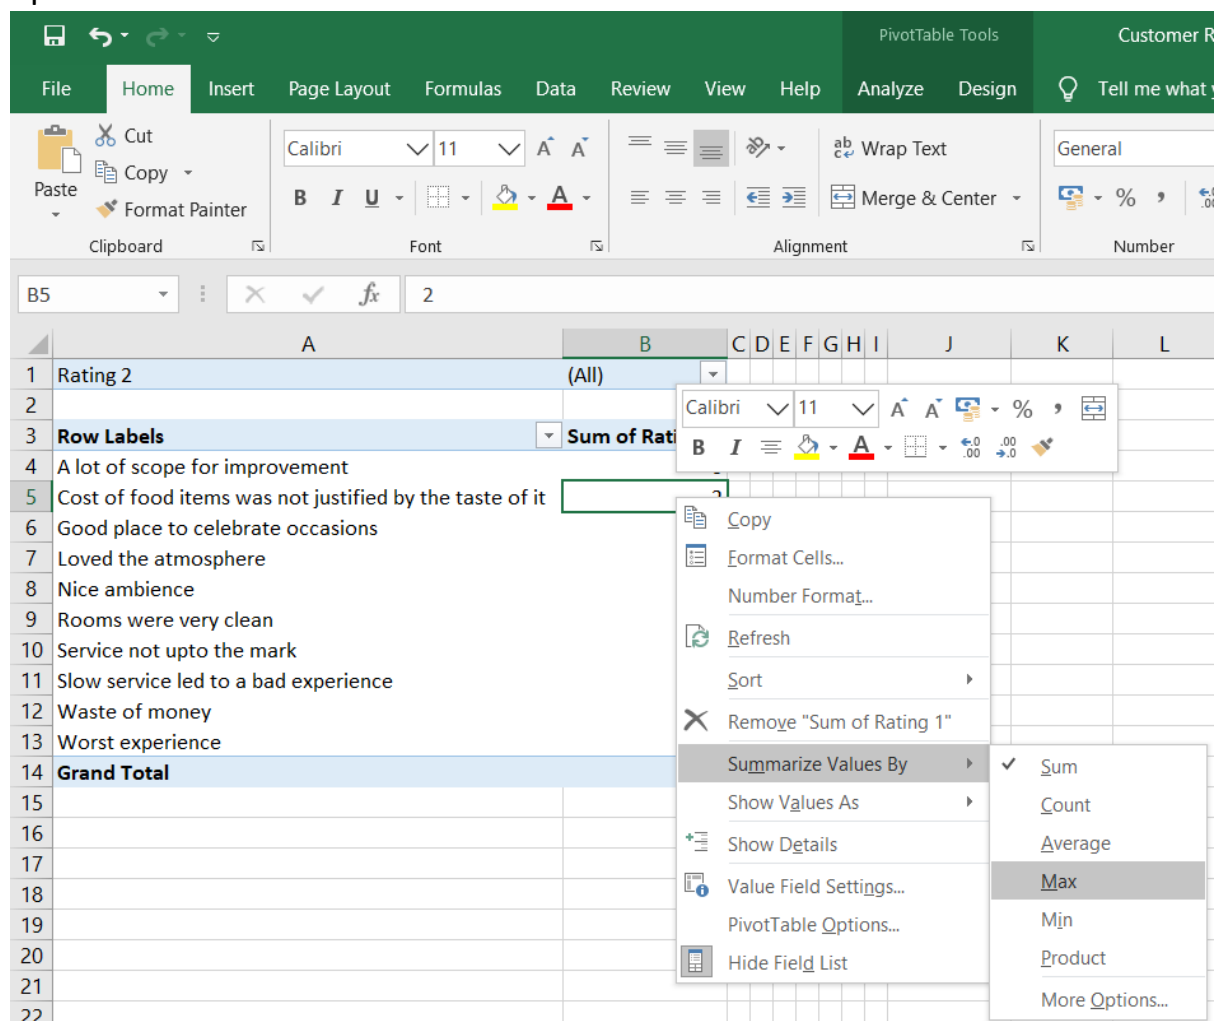 PivotTable Tools Customer R
File Home Insert Page Layout Formulas Data Review View Help Analyze Design Tell me what
Cut
Copy
Paste
Format Painter
Clipboard
Calibri 11 A A
B I U A
Font
ab Wrap Text
Merge & Center
Alignment
General
% ,
Number
B5 fx 2
A B C D E F G H I J K L
1 Rating 2 (All)
2
3 Row Labels Sum of Rati
4 A lot of scope for improvement
5 Cost of food items was not justified by the taste of it 2
6 Good place to celebrate occasions
7 Loved the atmosphere
8 Nice ambience
9 Rooms were very clean
10 Service not upto the mark
11 Slow service led to a bad experience
12 Waste of money
13 Worst experience
14 Grand Total
15
16
17
18
19
20
21
22
Calibri 11 A A % ,
B I A .00 .00
Copy
Format Cells...
Number Format...
Refresh
Sort
Remove "Sum of Rating 1"
Summarize Values By
Show Values As
Show Details
Value Field Settings...
PivotTable Options...
Hide Field List
Sum
Count
Average
Max
Min
Product
More Options...